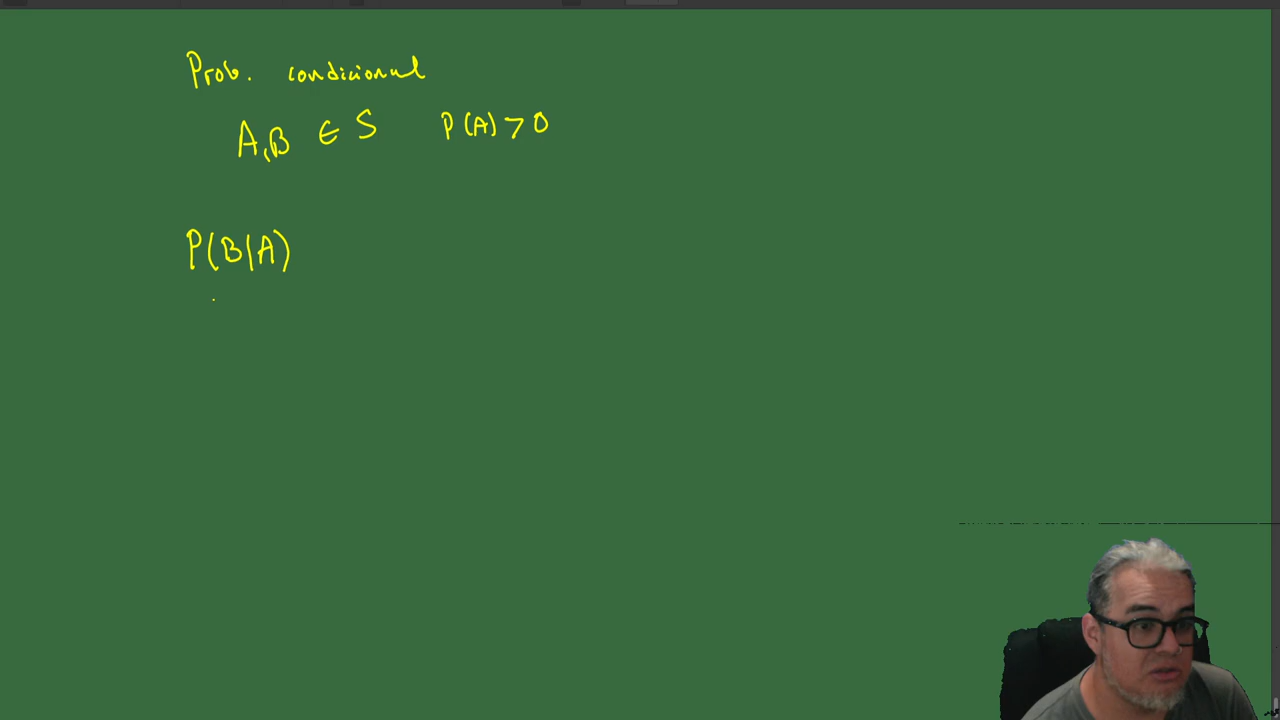 Prob. condicional
A,B ∈ S P(A) > 0
P(B|A)